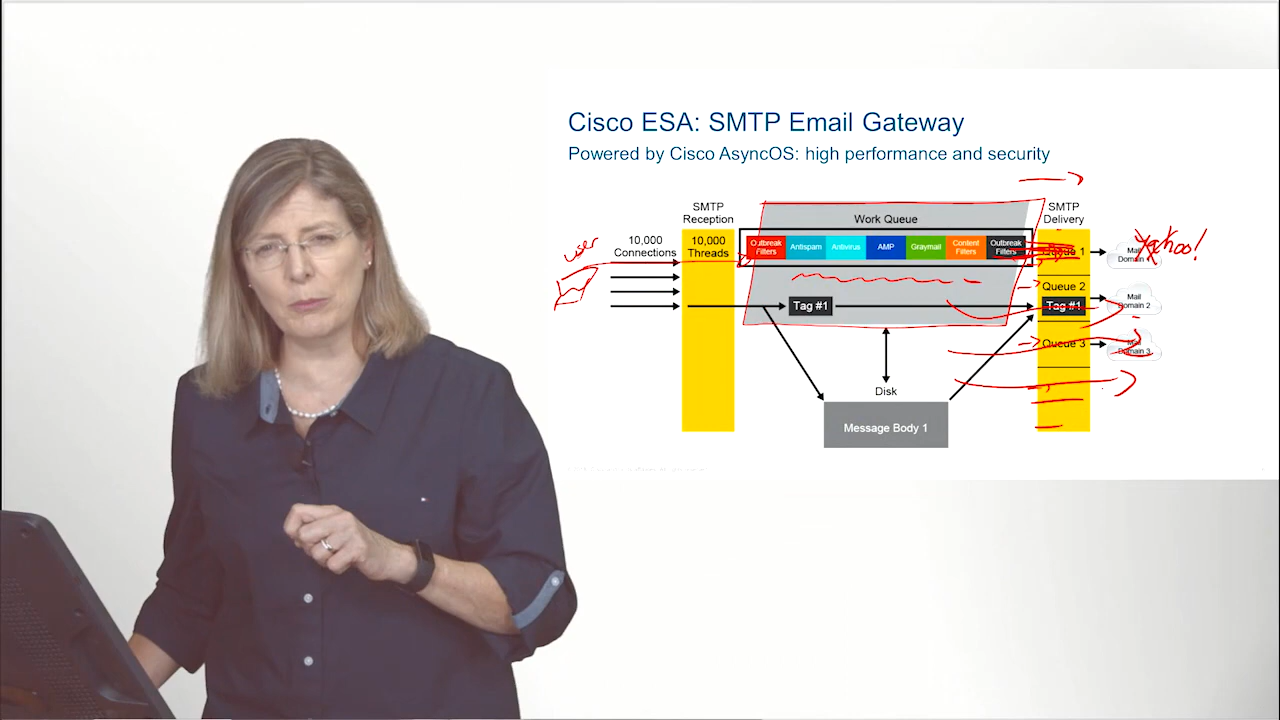 Cisco ESA: SMTP Email Gateway
Powered by Cisco AsyncOS: high performance and security
SMTP
Reception
Work Queue
SMTP
Delivery
user
10,000
Connections
10,000
Threads
Outbreak
Filters
Antispam
Antivirus
AMP
Graymail
Content
Filters
Outbreak
Filters
Queue 1
Mail
Domain
Yahoo!
Queue 2
Tag #1
Tag #1
Mail
Domain 2
Queue 3
Mail
Domain 3
Disk
Message Body 1